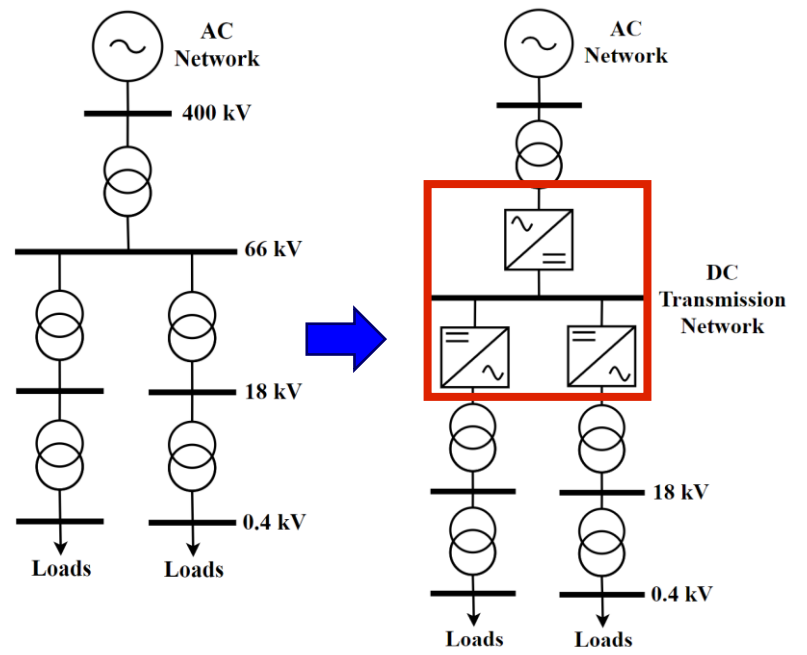 AC
Network
400 kV
66 kV
18 kV
0.4 kV
Loads
Loads
AC
Network
DC
Transmission
Network
18 kV
0.4 kV
Loads
Loads